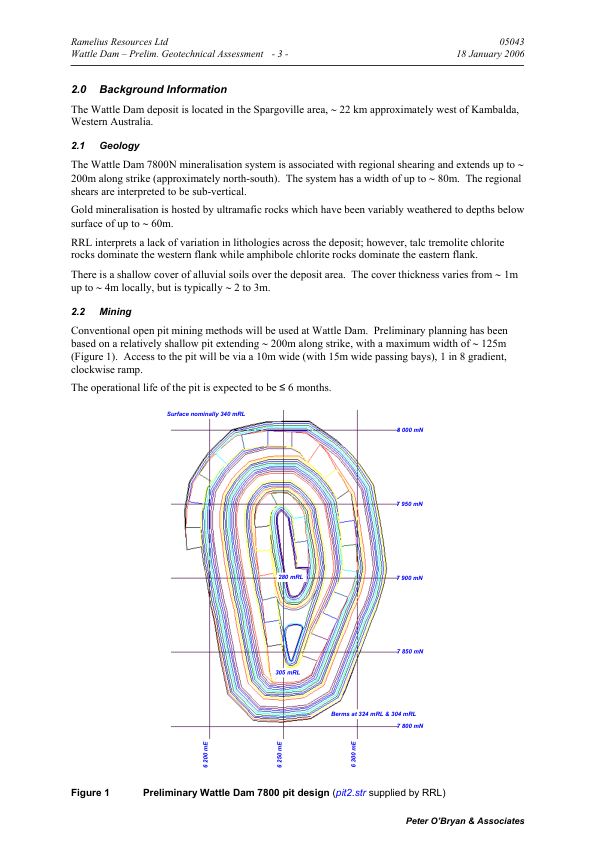 Ramelius Resources Ltd 05043
Wattle Dam – Prelim. Geotechnical Assessment - 3 - 18 January 2006
2.0 Background Information
The Wattle Dam deposit is located in the Spargoville area, ~ 22 km approximately west of Kambalda,
Western Australia.
2.1 Geology
The Wattle Dam 7800N mineralisation system is associated with regional shearing and extends up to ~
200m along strike (approximately north-south). The system has a width of up to ~ 80m. The regional
shears are interpreted to be sub-vertical.
Gold mineralisation is hosted by ultramafic rocks which have been variably weathered to depths below
surface of up to ~ 60m.
RRL interprets a lack of variation in lithologies across the deposit; however, talc tremolite chlorite
rocks dominate the western flank while amphibole chlorite rocks dominate the eastern flank.
There is a shallow cover of alluvial soils over the deposit area. The cover thickness varies from ~ 1m
up to ~ 4m locally, but is typically ~ 2 to 3m.
2.2 Mining
Conventional open pit mining methods will be used at Wattle Dam. Preliminary planning has been
based on a relatively shallow pit extending ~ 200m along strike, with a maximum width of ~ 125m
(Figure 1). Access to the pit will be via a 10m wide (with 15m wide passing bays), 1 in 8 gradient,
clockwise ramp.
The operational life of the pit is expected to be ≤ 6 months.
Surface nominally 340 mRL
8 000 mN
7 950 mN
280 mRL
7 900 mN
7 850 mN
305 mRL
Berms at 324 mRL & 304 mRL
7 800 mN
6 200 mE
6 250 mE
6 300 mE
Figure 1 Preliminary Wattle Dam 7800 pit design (pit2.str supplied by RRL)
Peter O'Bryan & Associates